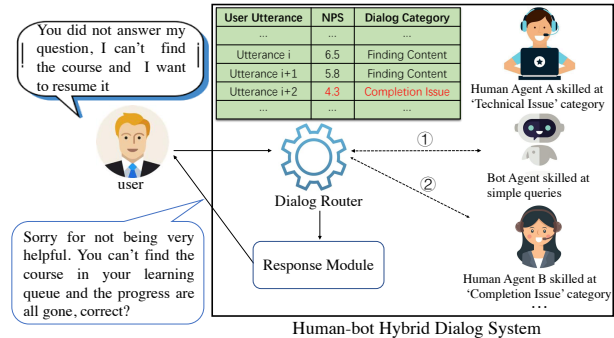 You did not answer my
question, I can't find
the course and I want
to resume it
user
Sorry for not being very
helpful. You can't find the
course in your learning
queue and the progress are
all gone, correct?
User Utterance NPS Dialog Category
... ... ...
Utterance i 6.5 Finding Content
Utterance i+1 5.8 Finding Content
Utterance i+2 4.3 Completion Issue
... ... ...
Dialog Router
Response Module
①
②
Human Agent A skilled at
'Technical Issue' category
Bot Agent skilled at
simple queries
Human Agent B skilled at
'Completion Issue' category
...
Human-bot Hybrid Dialog System